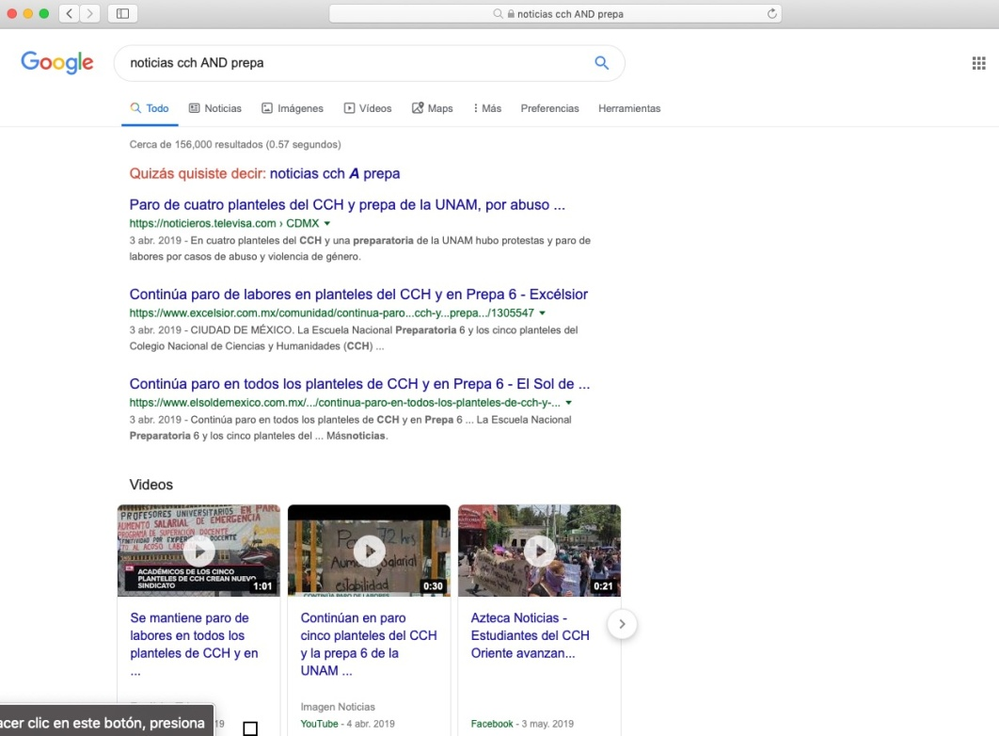 noticias cch AND prepa
Google
noticias cch AND prepa
Todo Noticias Imágenes Vídeos Maps Más Preferencias Herramientas
Cerca de 156,000 resultados (0.57 segundos)
Quizás quisiste decir: noticias cch A prepa
Paro de cuatro planteles del CCH y prepa de la UNAM, por abuso ...
https://noticieros.televisa.com › CDMX
3 abr. 2019 - En cuatro planteles del CCH y una preparatoria de la UNAM hubo protestas y paro de
labores por casos de abuso y violencia de género.
Continúa paro de labores en planteles del CCH y en Prepa 6 - Excélsior
https://www.excelsior.com.mx/comunidad/continua-paro...cch-y...prepa.../1305547
3 abr. 2019 - CIUDAD DE MÉXICO. La Escuela Nacional Preparatoria 6 y los cinco planteles del
Colegio Nacional de Ciencias y Humanidades (CCH) ...
Continúa paro en todos los planteles de CCH y en Prepa 6 - El Sol de ...
https://www.elsoldemexico.com.mx/.../continua-paro-en-todos-los-planteles-de-cch-y-...
3 abr. 2019 - Continúa paro en todos los planteles de CCH y en Prepa 6 ... La Escuela Nacional
Preparatoria 6 y los cinco planteles del ... Másnoticias.
Videos
PROFESORES UNIVERSITARIOS EN PARO
AUMENTO SALARIAL DE EMERGENCIA
PROGRAMA DE SUPERACIÓN DOCENTE
ACADÉMICOS DE LOS CINCO
PLANTELES DE CCH CREAN NUEVO
SINDICATO
1:01
Paro 72 hrs
Aumento salarial
y
estabilidad
CONTINÚA PARO DE LABORES
0:30
0:21
Se mantiene paro de
labores en todos los
planteles de CCH y en
...
Continúan en paro
cinco planteles del CCH
y la prepa 6 de la
UNAM ...
Imagen Noticias
YouTube - 4 abr. 2019
Azteca Noticias -
Estudiantes del CCH
Oriente avanzan...
Facebook - 3 may. 2019
acer clic en este botón, presiona
19